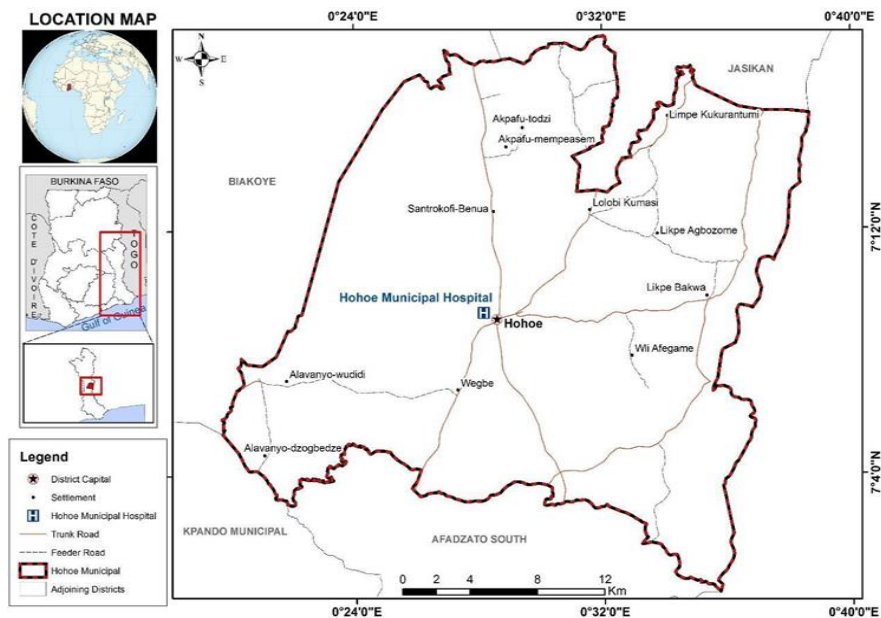 LOCATION MAP
BURKINA FASO
COTE D'IVOIRE
TOGO
Gulf of Guinea
Legend
District Capital
Settlement
H Hohoe Municipal Hospital
Trunk Road
Feeder Road
Hohoe Municipal
Adjoining Districts
0°24'0"E 0°32'0"E 0°40'0"E
N
W E
S
JASIKAN
Akpafu-todzi
Limpe Kukurantumi
Akpafu-mempeasem
BIAKOYE
Santrokofi-Benua
Lolobi Kumasi
7°12'0"N
Likpe Agbozome
Likpe Bakwa
Hohoe Municipal Hospital
H
Hohoe
Wli Afegame
Alavanyo-wudidi
Wegbe
Alavanyo-dzogbedze
7°4'0"N
KPANDO MUNICIPAL
AFADZATO SOUTH
0 2 4 8 12
Km
0°24'0"E 0°32'0"E 0°40'0"E